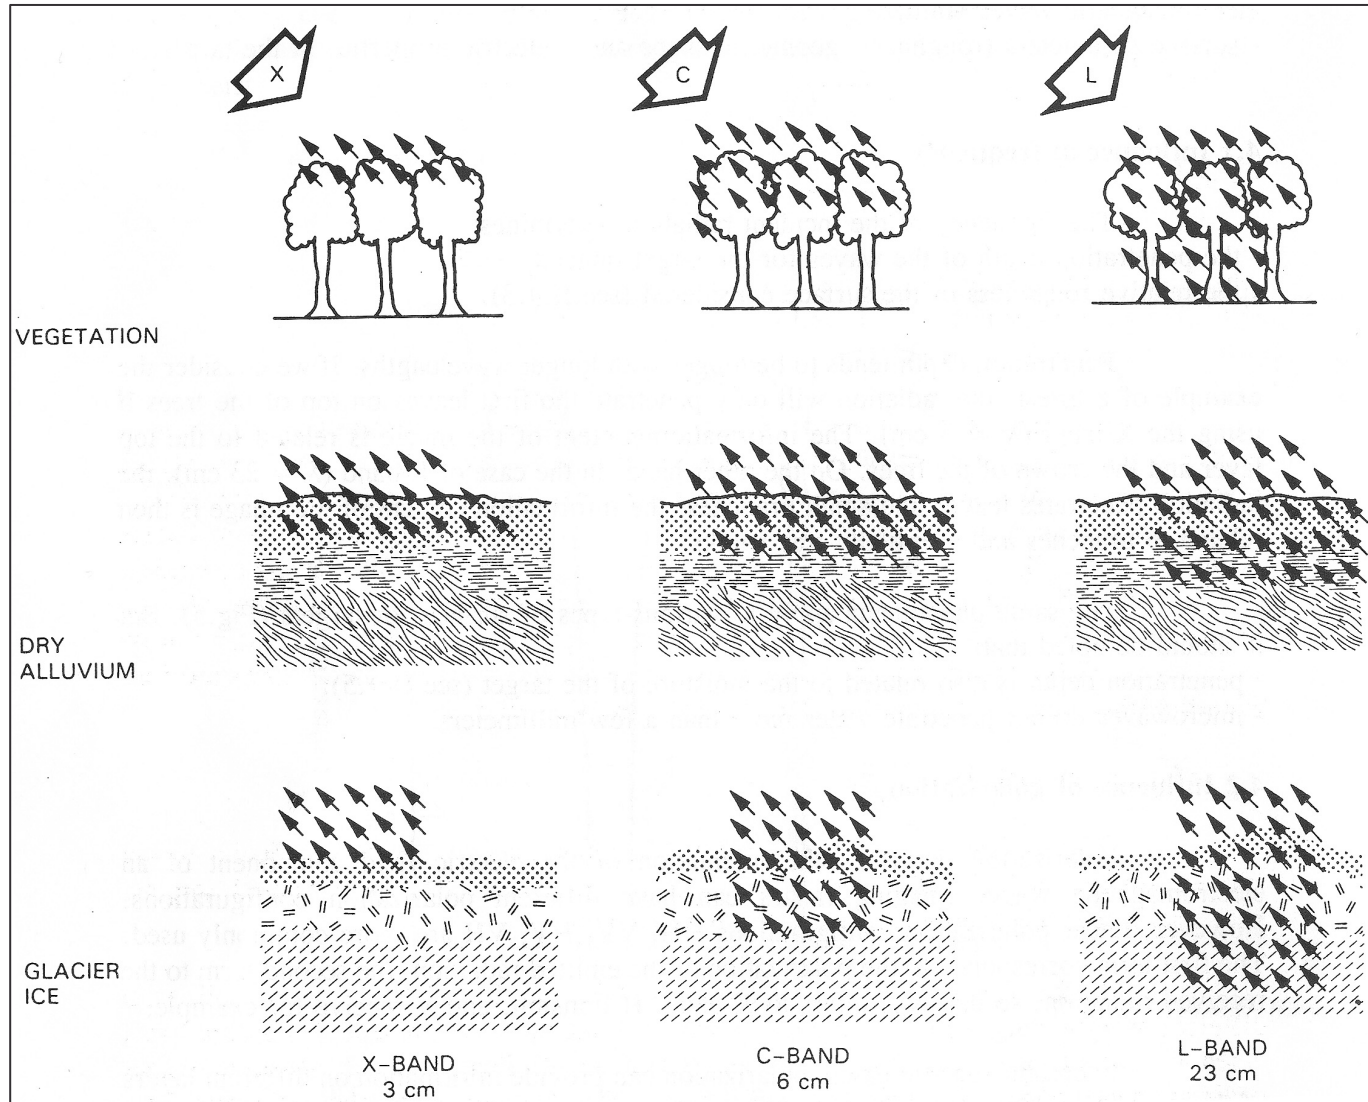 X
C
L
VEGETATION
DRY
ALLUVIUM
GLACIER
ICE
X-BAND
3 cm
C-BAND
6 cm
L-BAND
23 cm